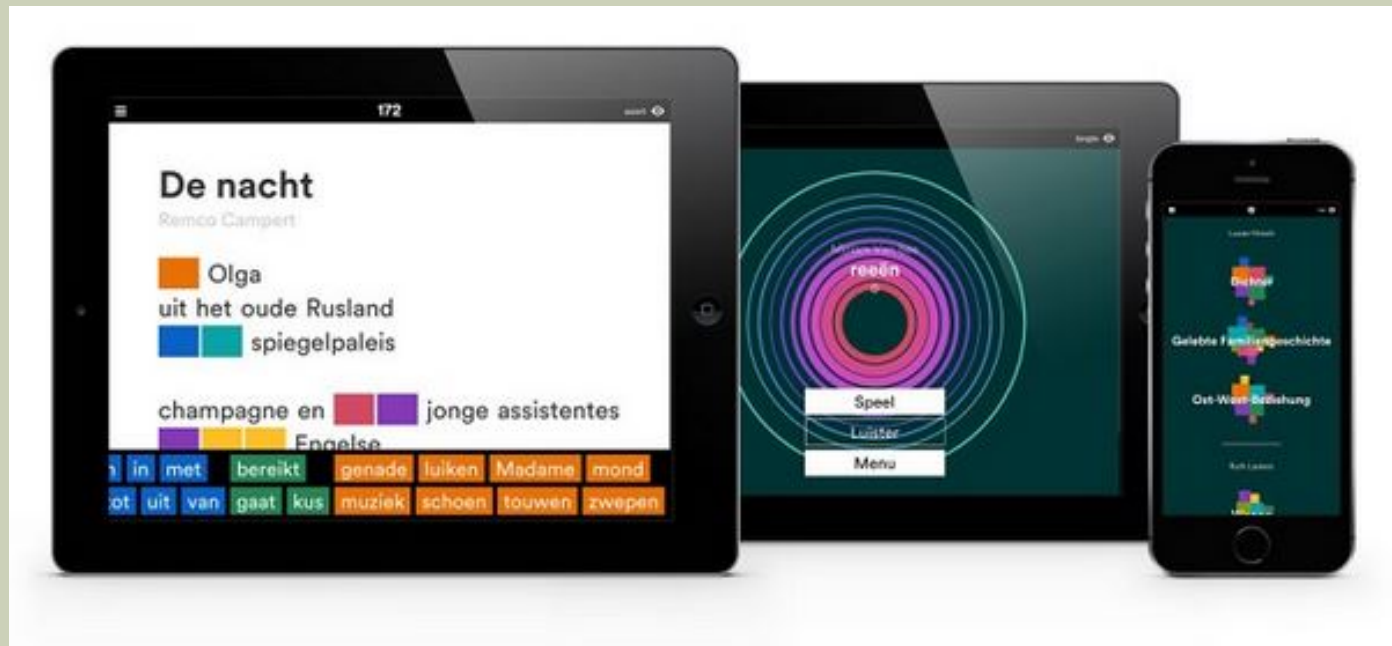 172
De nacht
Remco Campert
Olga
uit het oude Rusland
spiegelpaleis
champagne en jonge assistentes
Engelse
in met bereikt genade luiken Madame mond
uit van gaat kus muziek schoen touwen zwepen
reeën
Speel
Luister
Menu
Dichter
Gelebte Familiengeschichte
Ost-West-Beziehung